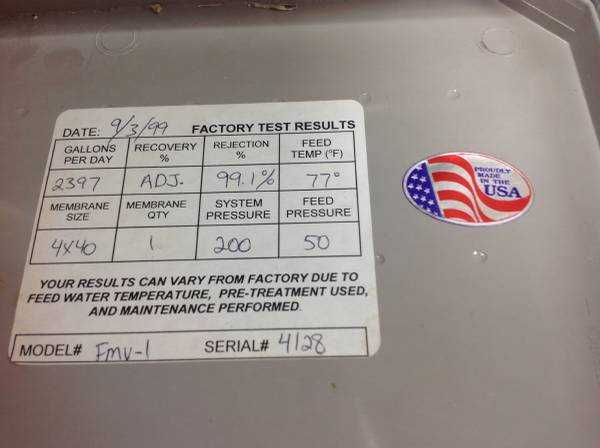 DATE: 9/3/99 FACTORY TEST RESULTS
GALLONS PER DAY RECOVERY % REJECTION % FEED TEMP (°F)
2397 ADJ. 99.1% 77°
MEMBRANE SIZE MEMBRANE QTY SYSTEM PRESSURE FEED PRESSURE
4x40 1 200 50
YOUR RESULTS CAN VARY FROM FACTORY DUE TO
FEED WATER TEMPERATURE, PRE-TREATMENT USED,
AND MAINTENANCE PERFORMED.
MODEL# Fmv-1 SERIAL# 4128
PROUDLY
MADE
IN THE
USA